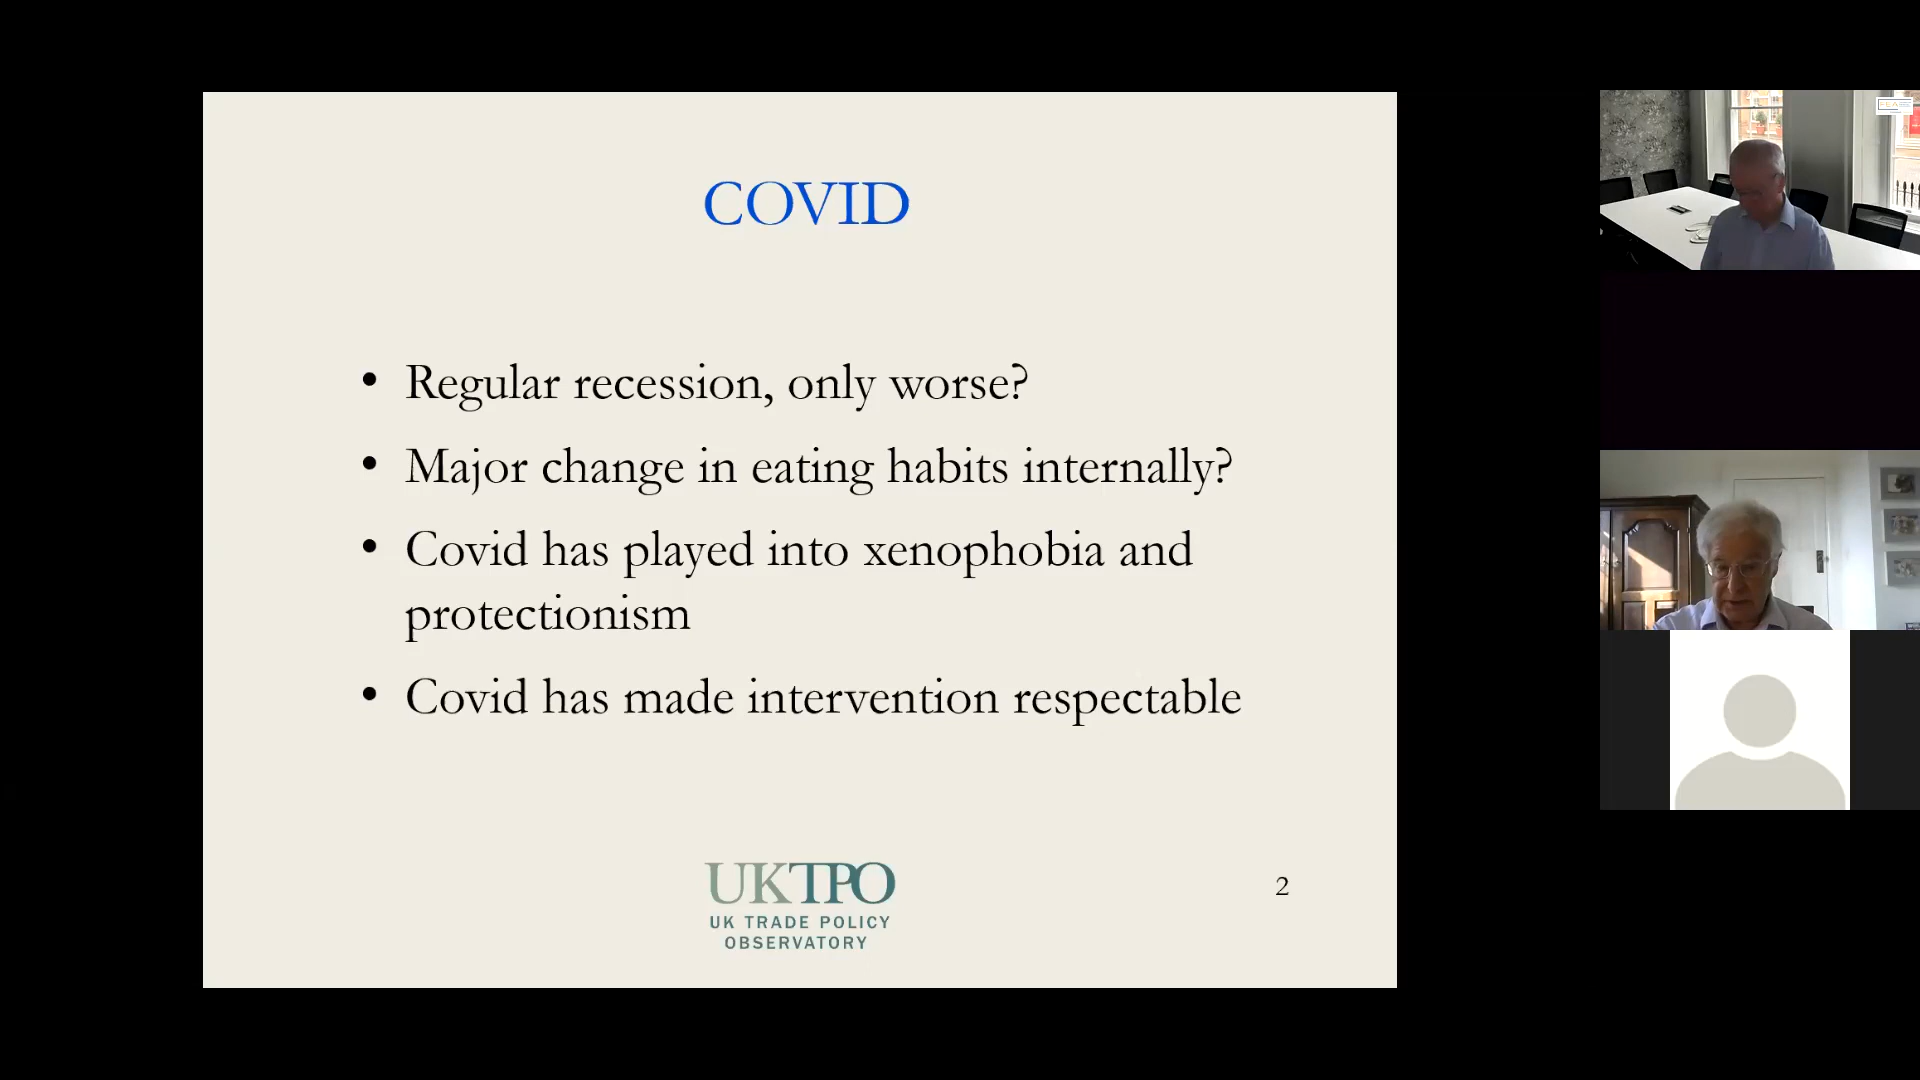 COVID
• Regular recession, only worse?
• Major change in eating habits internally?
• Covid has played into xenophobia and
protectionism
• Covid has made intervention respectable
UKTPO
UK TRADE POLICY
OBSERVATORY
2